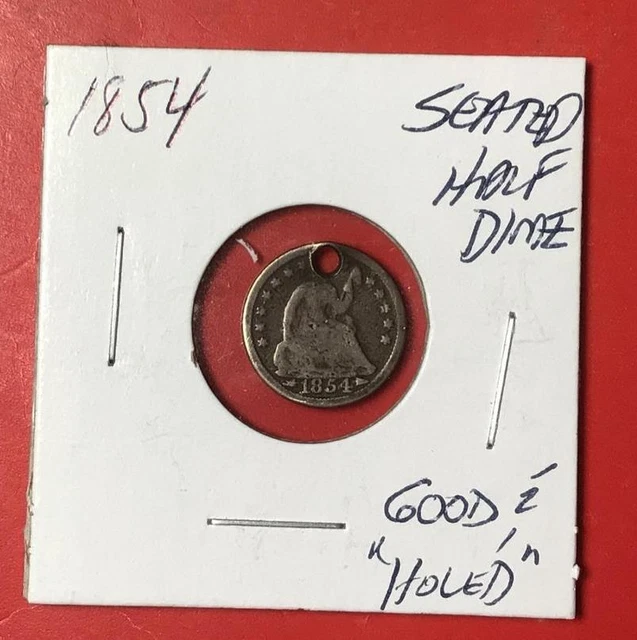 1854
SEATED
HALF
DIME
1854
GOOD &
"HOLED"